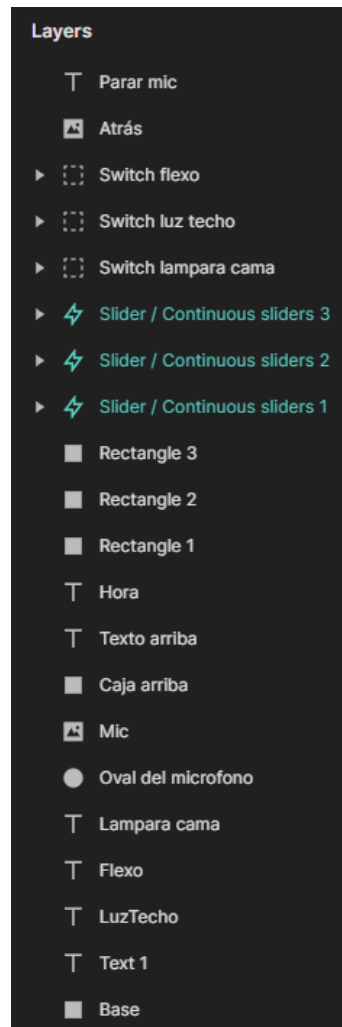 Layers
Parar mic
Atrás
Switch flexo
Switch luz techo
Switch lampara cama
Slider / Continuous sliders 3
Slider / Continuous sliders 2
Slider / Continuous sliders 1
Rectangle 3
Rectangle 2
Rectangle 1
Hora
Texto arriba
Caja arriba
Mic
Oval del microfono
Lampara cama
Flexo
LuzTecho
Text 1
Base